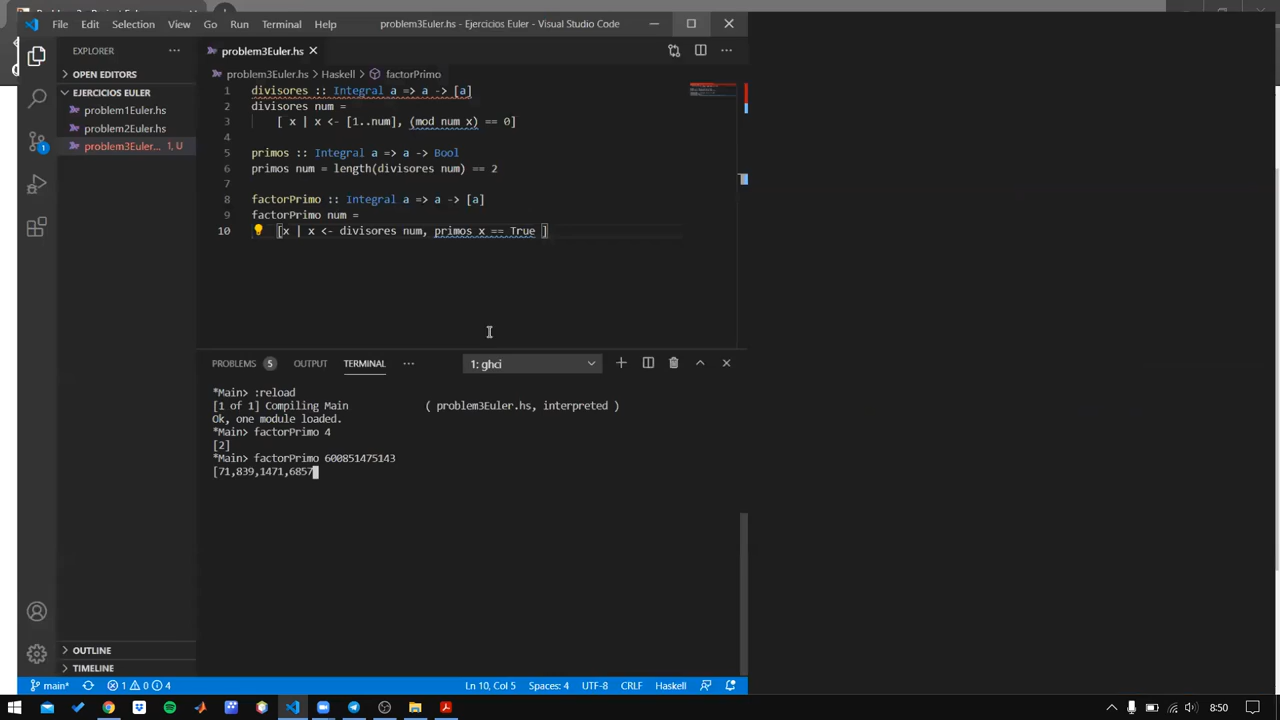 File Edit Selection View Go Run Terminal Help problem3Euler.hs - Ejercicios Euler - Visual Studio Code
EXPLORER
OPEN EDITORS
EJERCICIOS EULER
problem1Euler.hs
problem2Euler.hs
problem3Euler... 1, U
problem3Euler.hs
problem3Euler.hs > Haskell > factorPrimo
1 divisores :: Integral a => a -> [a]
2 divisores num =
3 [ x | x <- [1..num], (mod num x) == 0]
4
5 primos :: Integral a => a -> Bool
6 primos num = length(divisores num) == 2
7
8 factorPrimo :: Integral a => a -> [a]
9 factorPrimo num =
10 [x | x <- divisores num, primos x == True ]
PROBLEMS 5 OUTPUT TERMINAL 1: ghci
*Main> :reload
[1 of 1] Compiling Main ( problem3Euler.hs, interpreted )
Ok, one module loaded.
*Main> factorPrimo 4
[2]
*Main> factorPrimo 600851475143
[71,839,1471,6857
OUTLINE
TIMELINE
1
main* 1 0 4 Ln 10, Col 5 Spaces: 4 UTF-8 CRLF Haskell
8:50